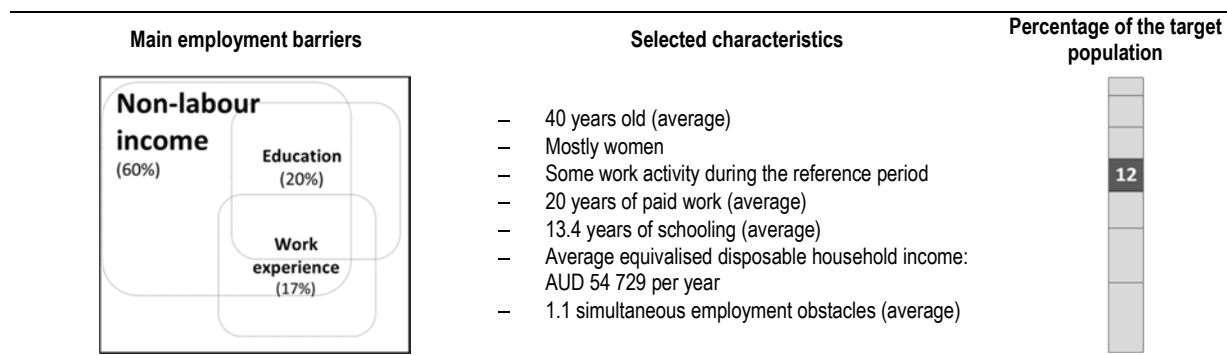 Main employment barriers
Selected characteristics
Percentage of the target
population
Non-labour
income
(60%)
Education
(20%)
Work
experience
(17%)
– 40 years old (average)
– Mostly women
– Some work activity during the reference period
– 20 years of paid work (average)
– 13.4 years of schooling (average)
– Average equivalised disposable household income:
AUD 54 729 per year
– 1.1 simultaneous employment obstacles (average)
12